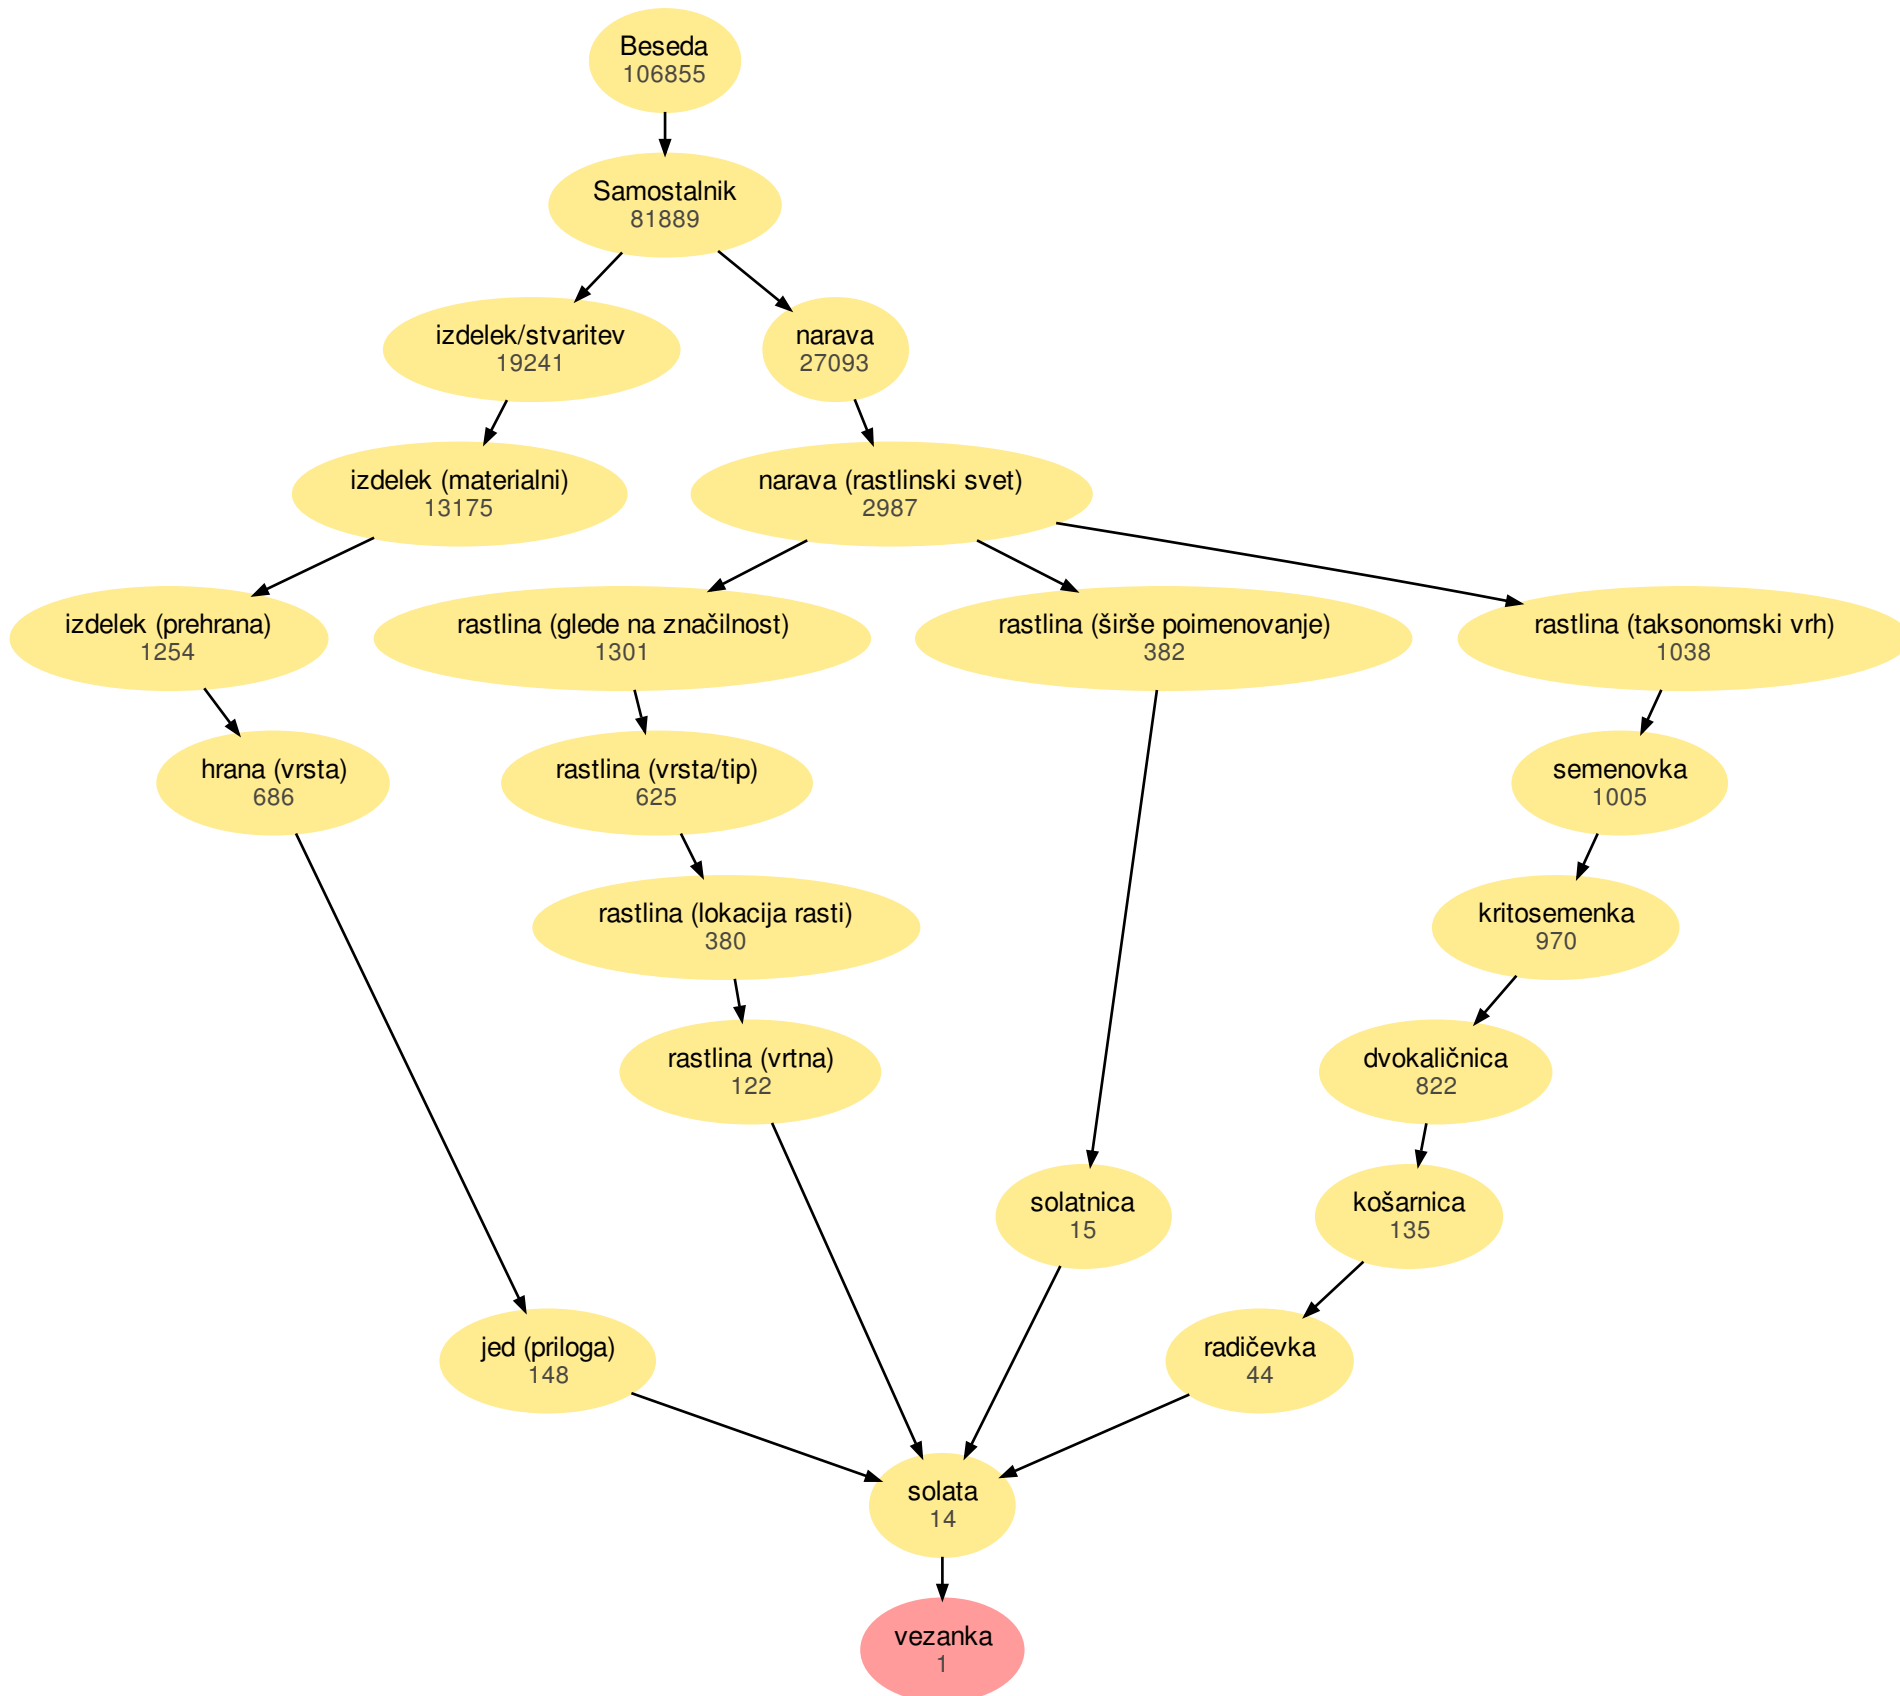 Beseda
106855
Samostalnik
81889
izdelek/stvaritev
19241
narava
27093
izdelek (materialni)
13175
narava (rastlinski svet)
2987
izdelek (prehrana)
1254
rastlina (glede na značilnost)
1301
rastlina (širše poimenovanje)
382
rastlina (taksonomski vrh)
1038
hrana (vrsta)
686
rastlina (vrsta/tip)
625
semenovka
1005
rastlina (lokacija rasti)
380
kritosemenka
970
rastlina (vrtna)
122
dvokaličnica
822
solatnica
15
košarnica
135
jed (priloga)
148
radičevka
44
solata
14
vezanka
1